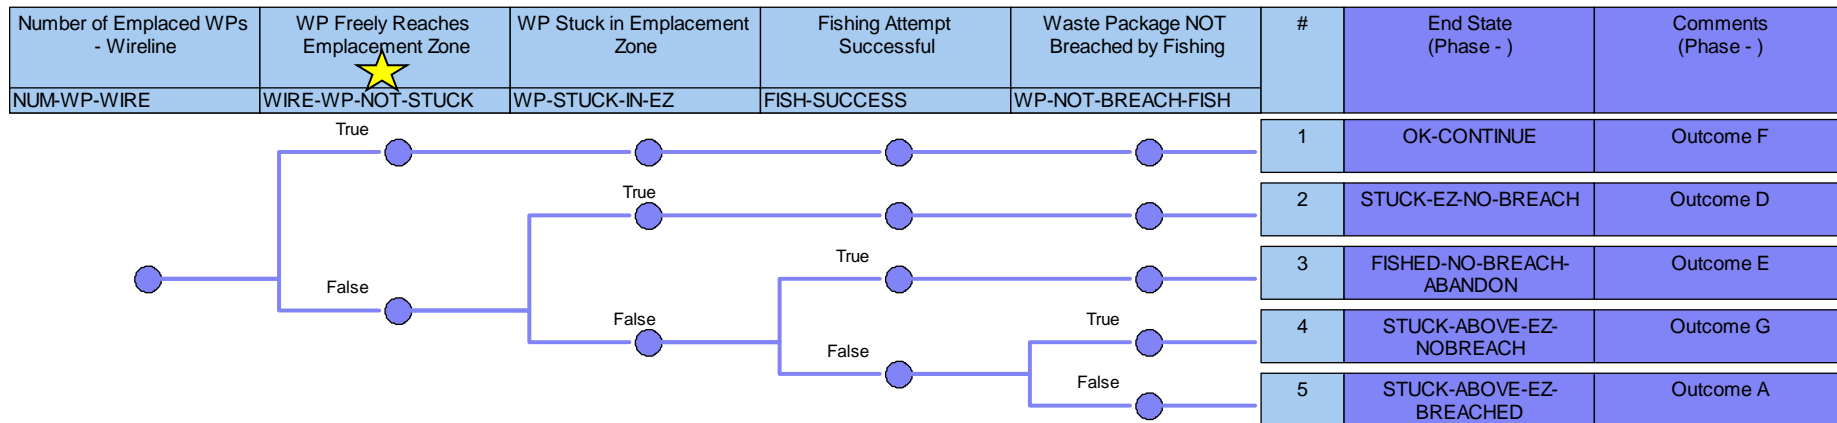 Number of Emplaced WPs
- Wireline
WP Freely Reaches
Emplacement Zone
WP Stuck in Emplacement
Zone
Fishing Attempt
Successful
Waste Package NOT
Breached by Fishing
#
End State
(Phase - )
Comments
(Phase - )
NUM-WP-WIRE
WIRE-WP-NOT-STUCK
WP-STUCK-IN-EZ
FISH-SUCCESS
WP-NOT-BREACH-FISH
True
1
OK-CONTINUE
Outcome F
True
2
STUCK-EZ-NO-BREACH
Outcome D
False
True
3
FISHED-NO-BREACH-
ABANDON
Outcome E
False
True
4
STUCK-ABOVE-EZ-
NOBREACH
Outcome G
False
False
5
STUCK-ABOVE-EZ-
BREACHED
Outcome A